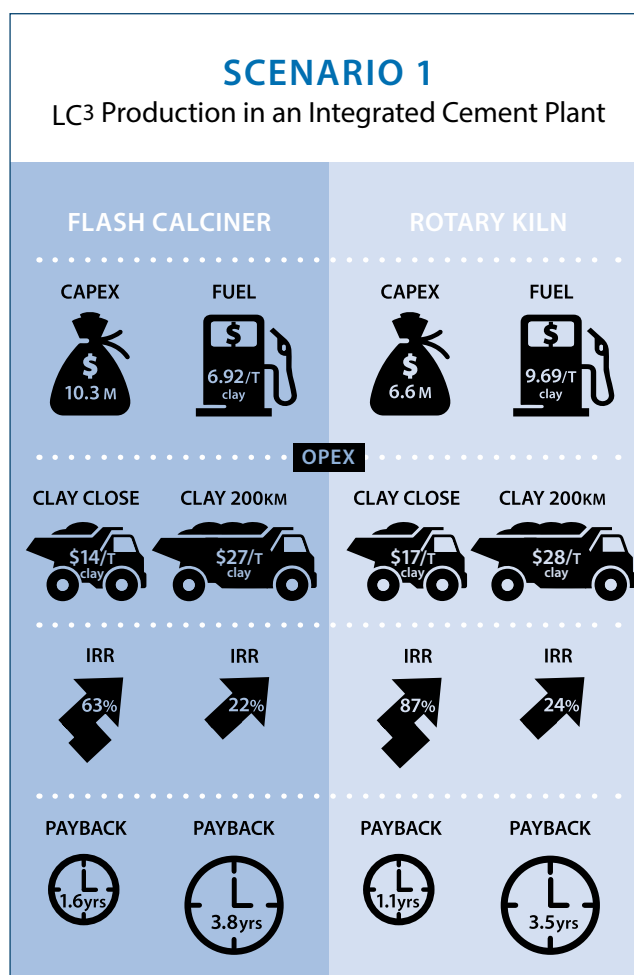 SCENARIO 1
LC3 Production in an Integrated Cement Plant
FLASH CALCINER
ROTARY KILN
CAPEX
FUEL
CAPEX
FUEL
$
10.3 M
$
6.92/T
clay
$
6.6 M
$
9.69/T
clay
OPEX
CLAY CLOSE
CLAY 200KM
CLAY CLOSE
CLAY 200KM
$14/T
clay
$27/T
clay
$17/T
clay
$28/T
clay
IRR
IRR
IRR
IRR
63%
22%
87%
24%
PAYBACK
PAYBACK
PAYBACK
PAYBACK
1.6yrs
3.8yrs
1.1yrs
3.5yrs